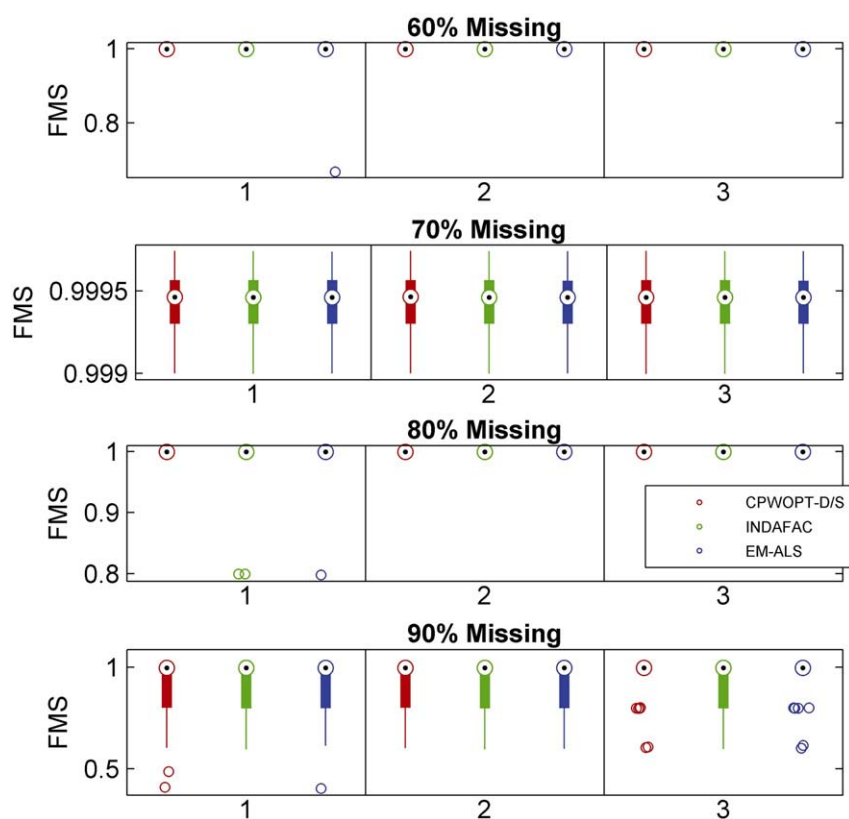 60% Missing
1
FMS
0.8
1 2 3
70% Missing
0.9995
FMS
0.999
1 2 3
80% Missing
1
FMS
0.9
0.8
CPWOPT-D/S
INDAFAC
EM-ALS
1 2 3
90% Missing
1
FMS
0.5
1 2 3